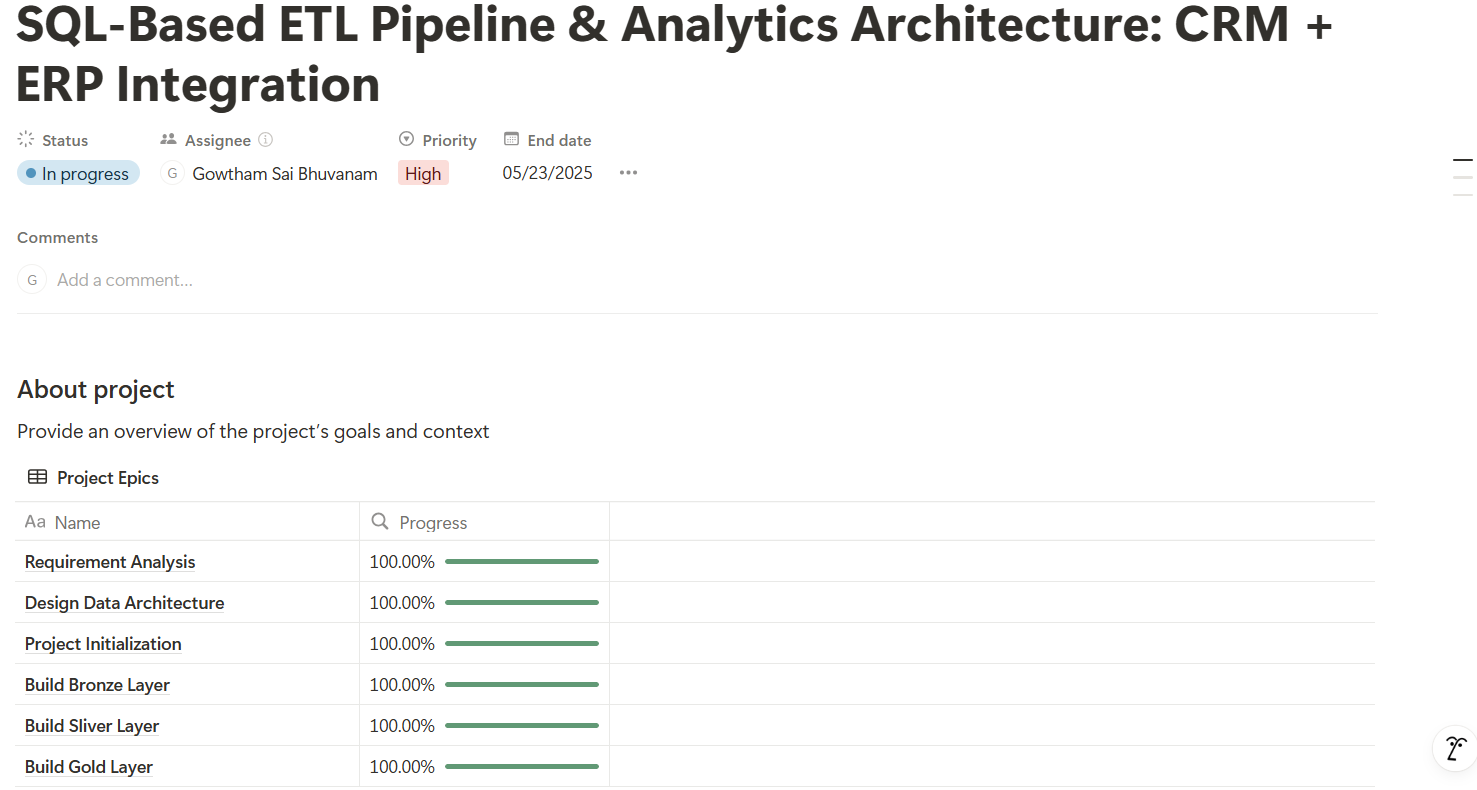 SQL-Based ETL Pipeline & Analytics Architecture: CRM +
ERP Integration
Status Assignee Priority End date
In progress G Gowtham Sai Bhuvanam High 05/23/2025
Comments
G Add a comment...
About project
Provide an overview of the project's goals and context
Project Epics
Aa Name Progress
Requirement Analysis 100.00%
Design Data Architecture 100.00%
Project Initialization 100.00%
Build Bronze Layer 100.00%
Build Sliver Layer 100.00%
Build Gold Layer 100.00%